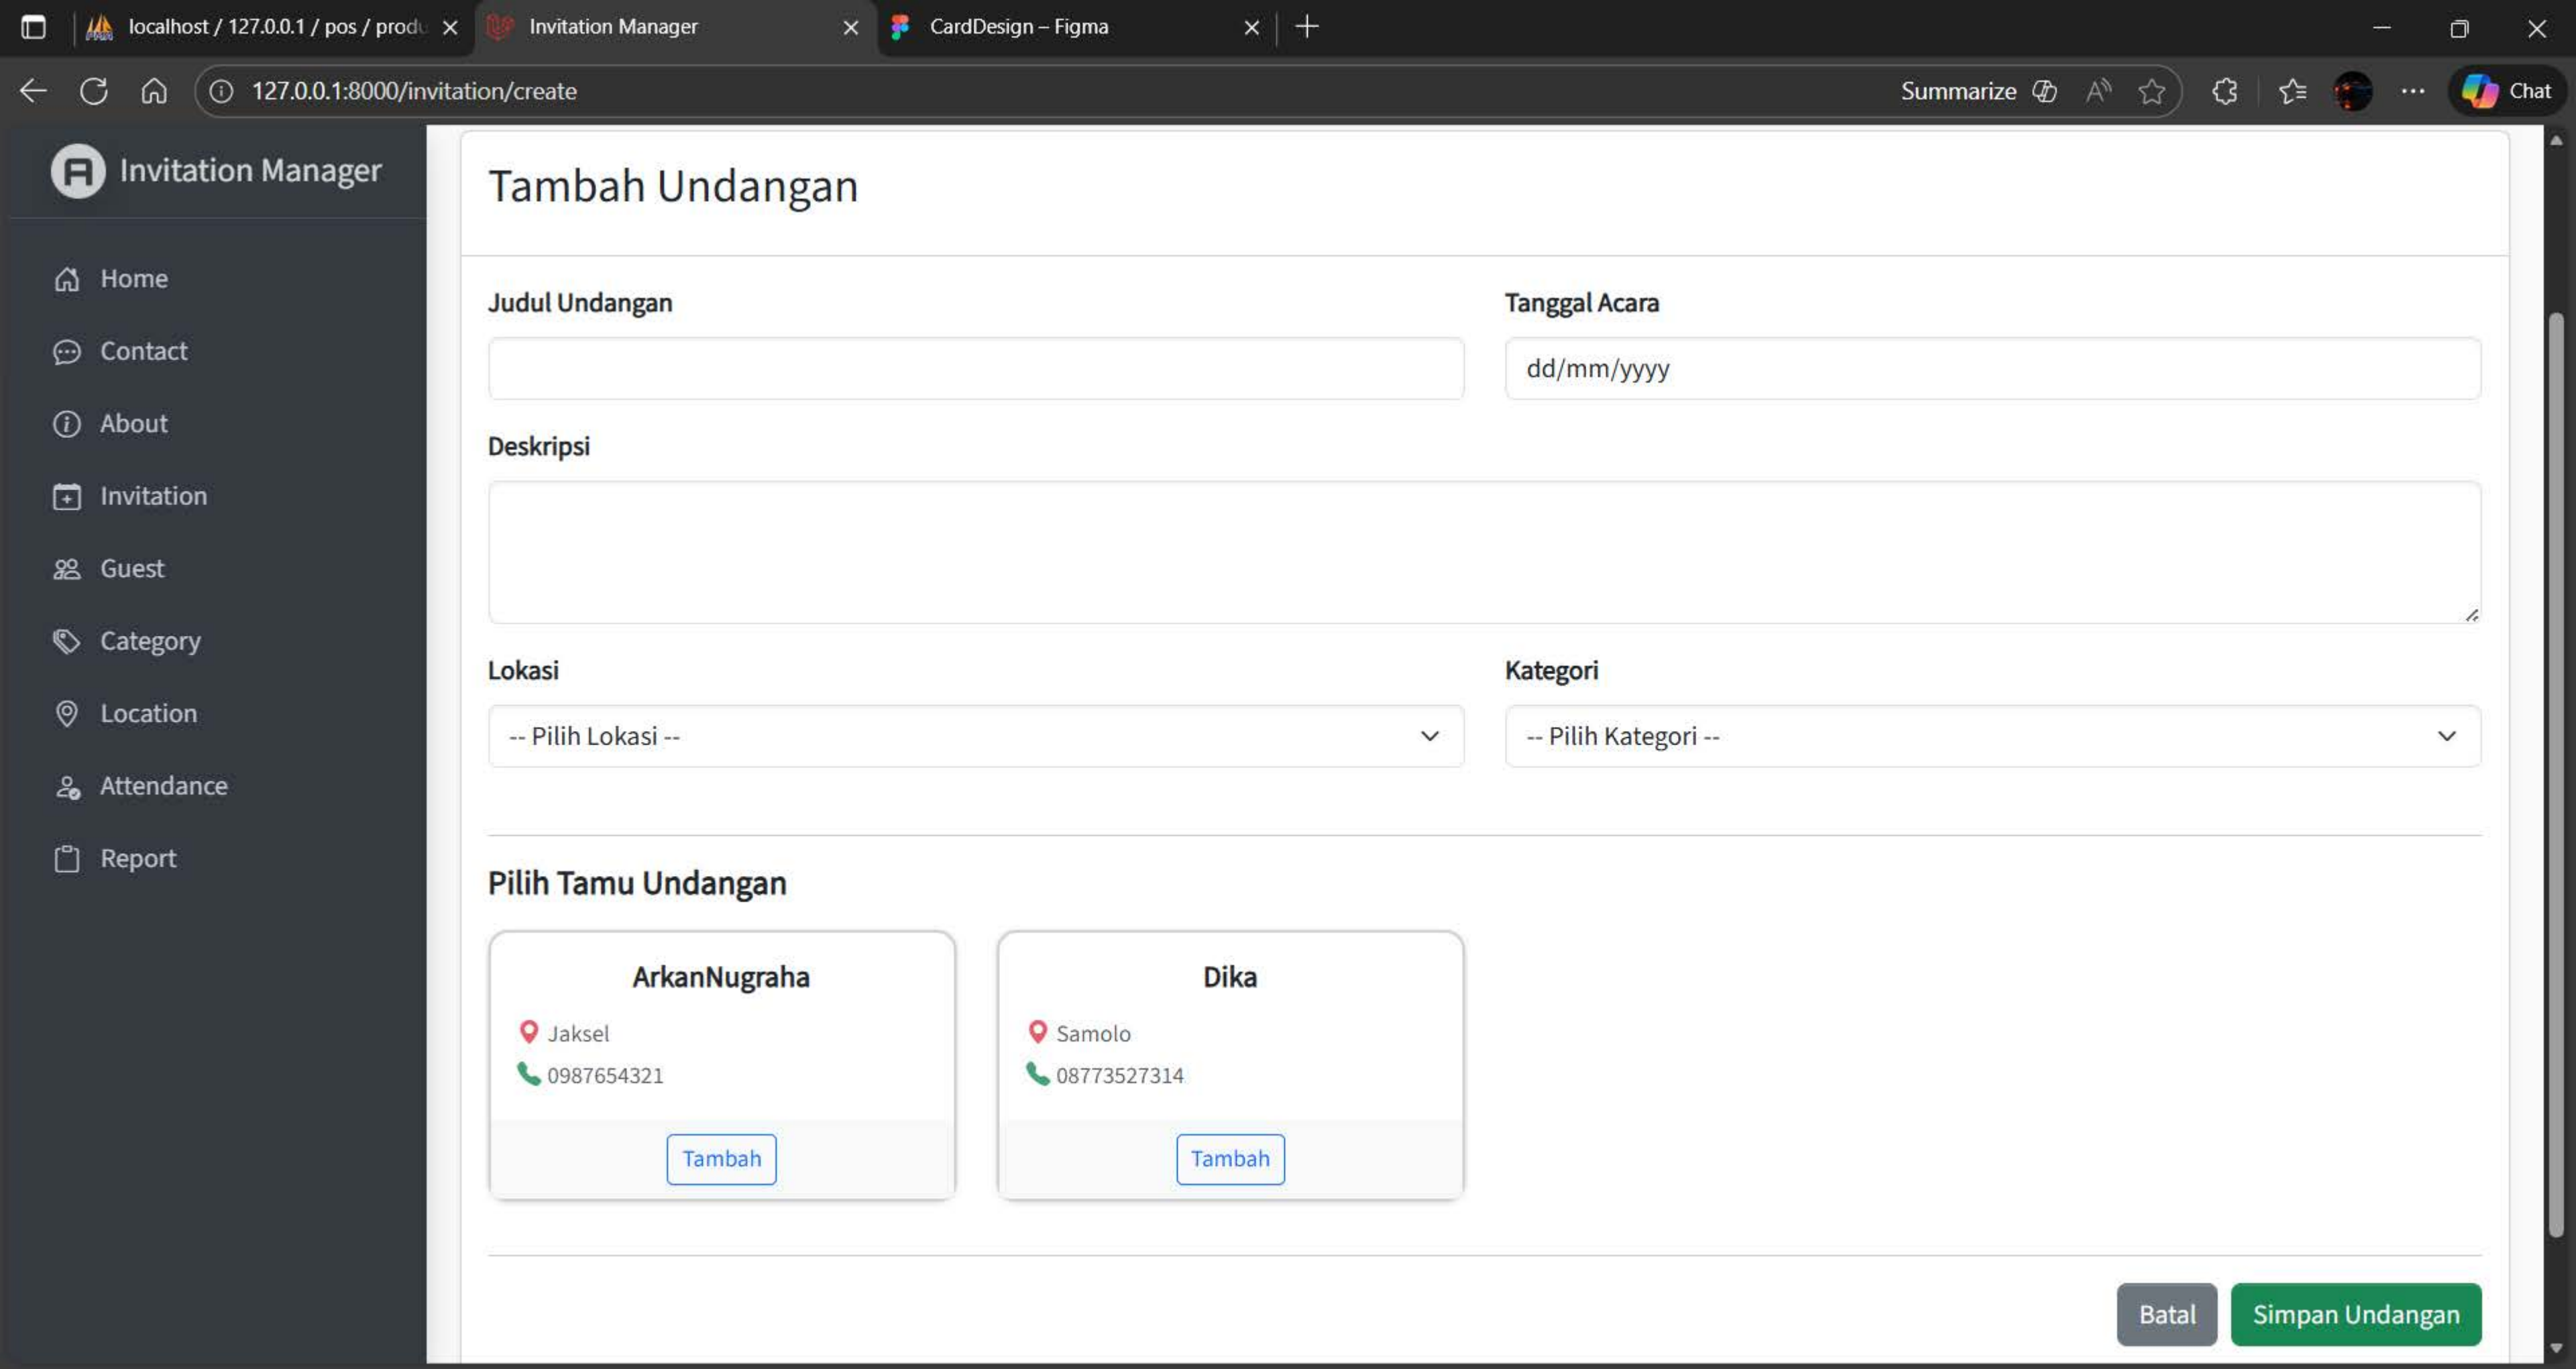 localhost / 127.0.0.1 / pos / produ
Invitation Manager
CardDesign – Figma
127.0.0.1:8000/invitation/create
Summarize
Chat
Invitation Manager
Home
Contact
About
Invitation
Guest
Category
Location
Attendance
Report
Tambah Undangan
Judul Undangan
Tanggal Acara
dd/mm/yyyy
Deskripsi
Lokasi
Kategori
-- Pilih Lokasi --
-- Pilih Kategori --
Pilih Tamu Undangan
ArkanNugraha
Jaksel
0987654321
Tambah
Dika
Samolo
08773527314
Tambah
Batal
Simpan Undangan